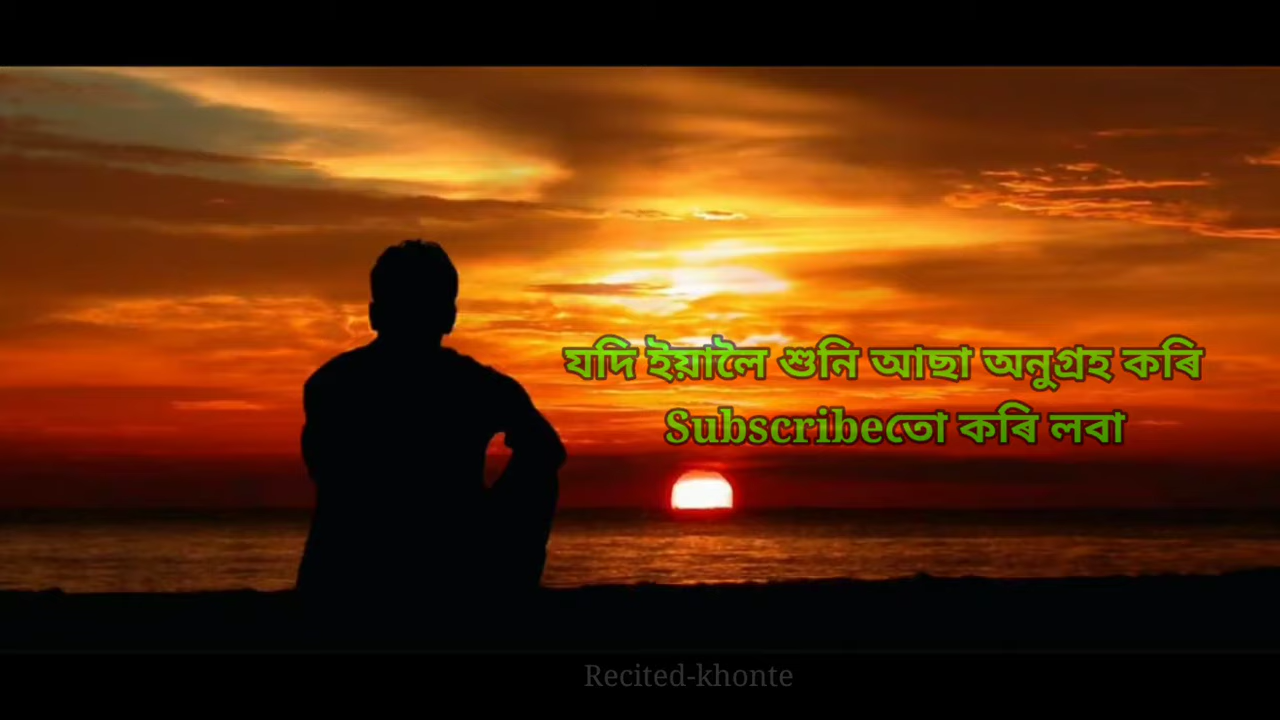 যদি ইয়ালৈ শুনি আছা অনুগ্ৰহ কৰি
Subscribeতো কৰি লবা
Recited-khonte